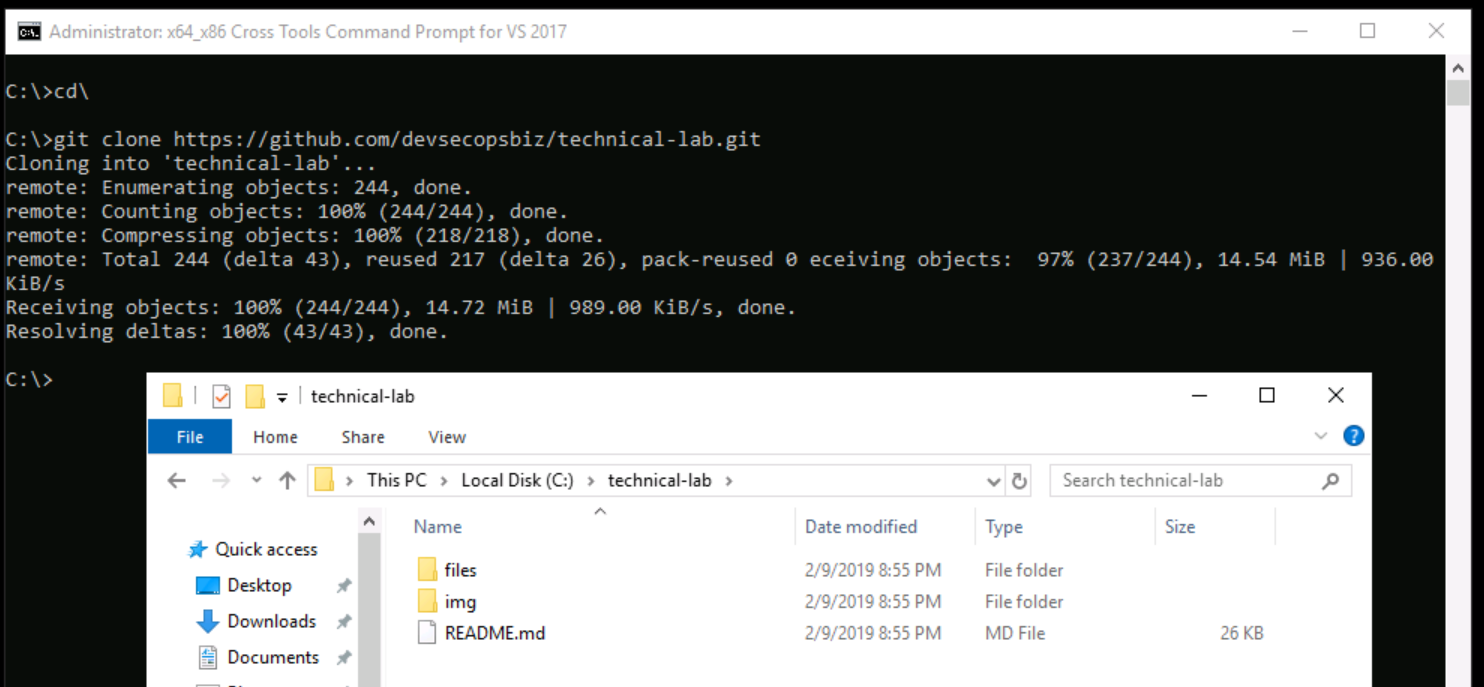 Administrator: x64_x86 Cross Tools Command Prompt for VS 2017
C:\>cd\
C:\>git clone https://github.com/devsecopsbiz/technical-lab.git
Cloning into 'technical-lab'...
remote: Enumerating objects: 244, done.
remote: Counting objects: 100% (244/244), done.
remote: Compressing objects: 100% (218/218), done.
remote: Total 244 (delta 43), reused 217 (delta 26), pack-reused 0 eceiving objects:  97% (237/244), 14.54 MiB | 936.00
KiB/s
Receiving objects: 100% (244/244), 14.72 MiB | 989.00 KiB/s, done.
Resolving deltas: 100% (43/43), done.
C:\>
technical-lab
File Home Share View
This PC > Local Disk (C:) > technical-lab >
Search technical-lab
Name Date modified Type Size
Quick access
Desktop
Downloads
Documents
files 2/9/2019 8:55 PM File folder
img 2/9/2019 8:55 PM File folder
README.md 2/9/2019 8:55 PM MD File 26 KB